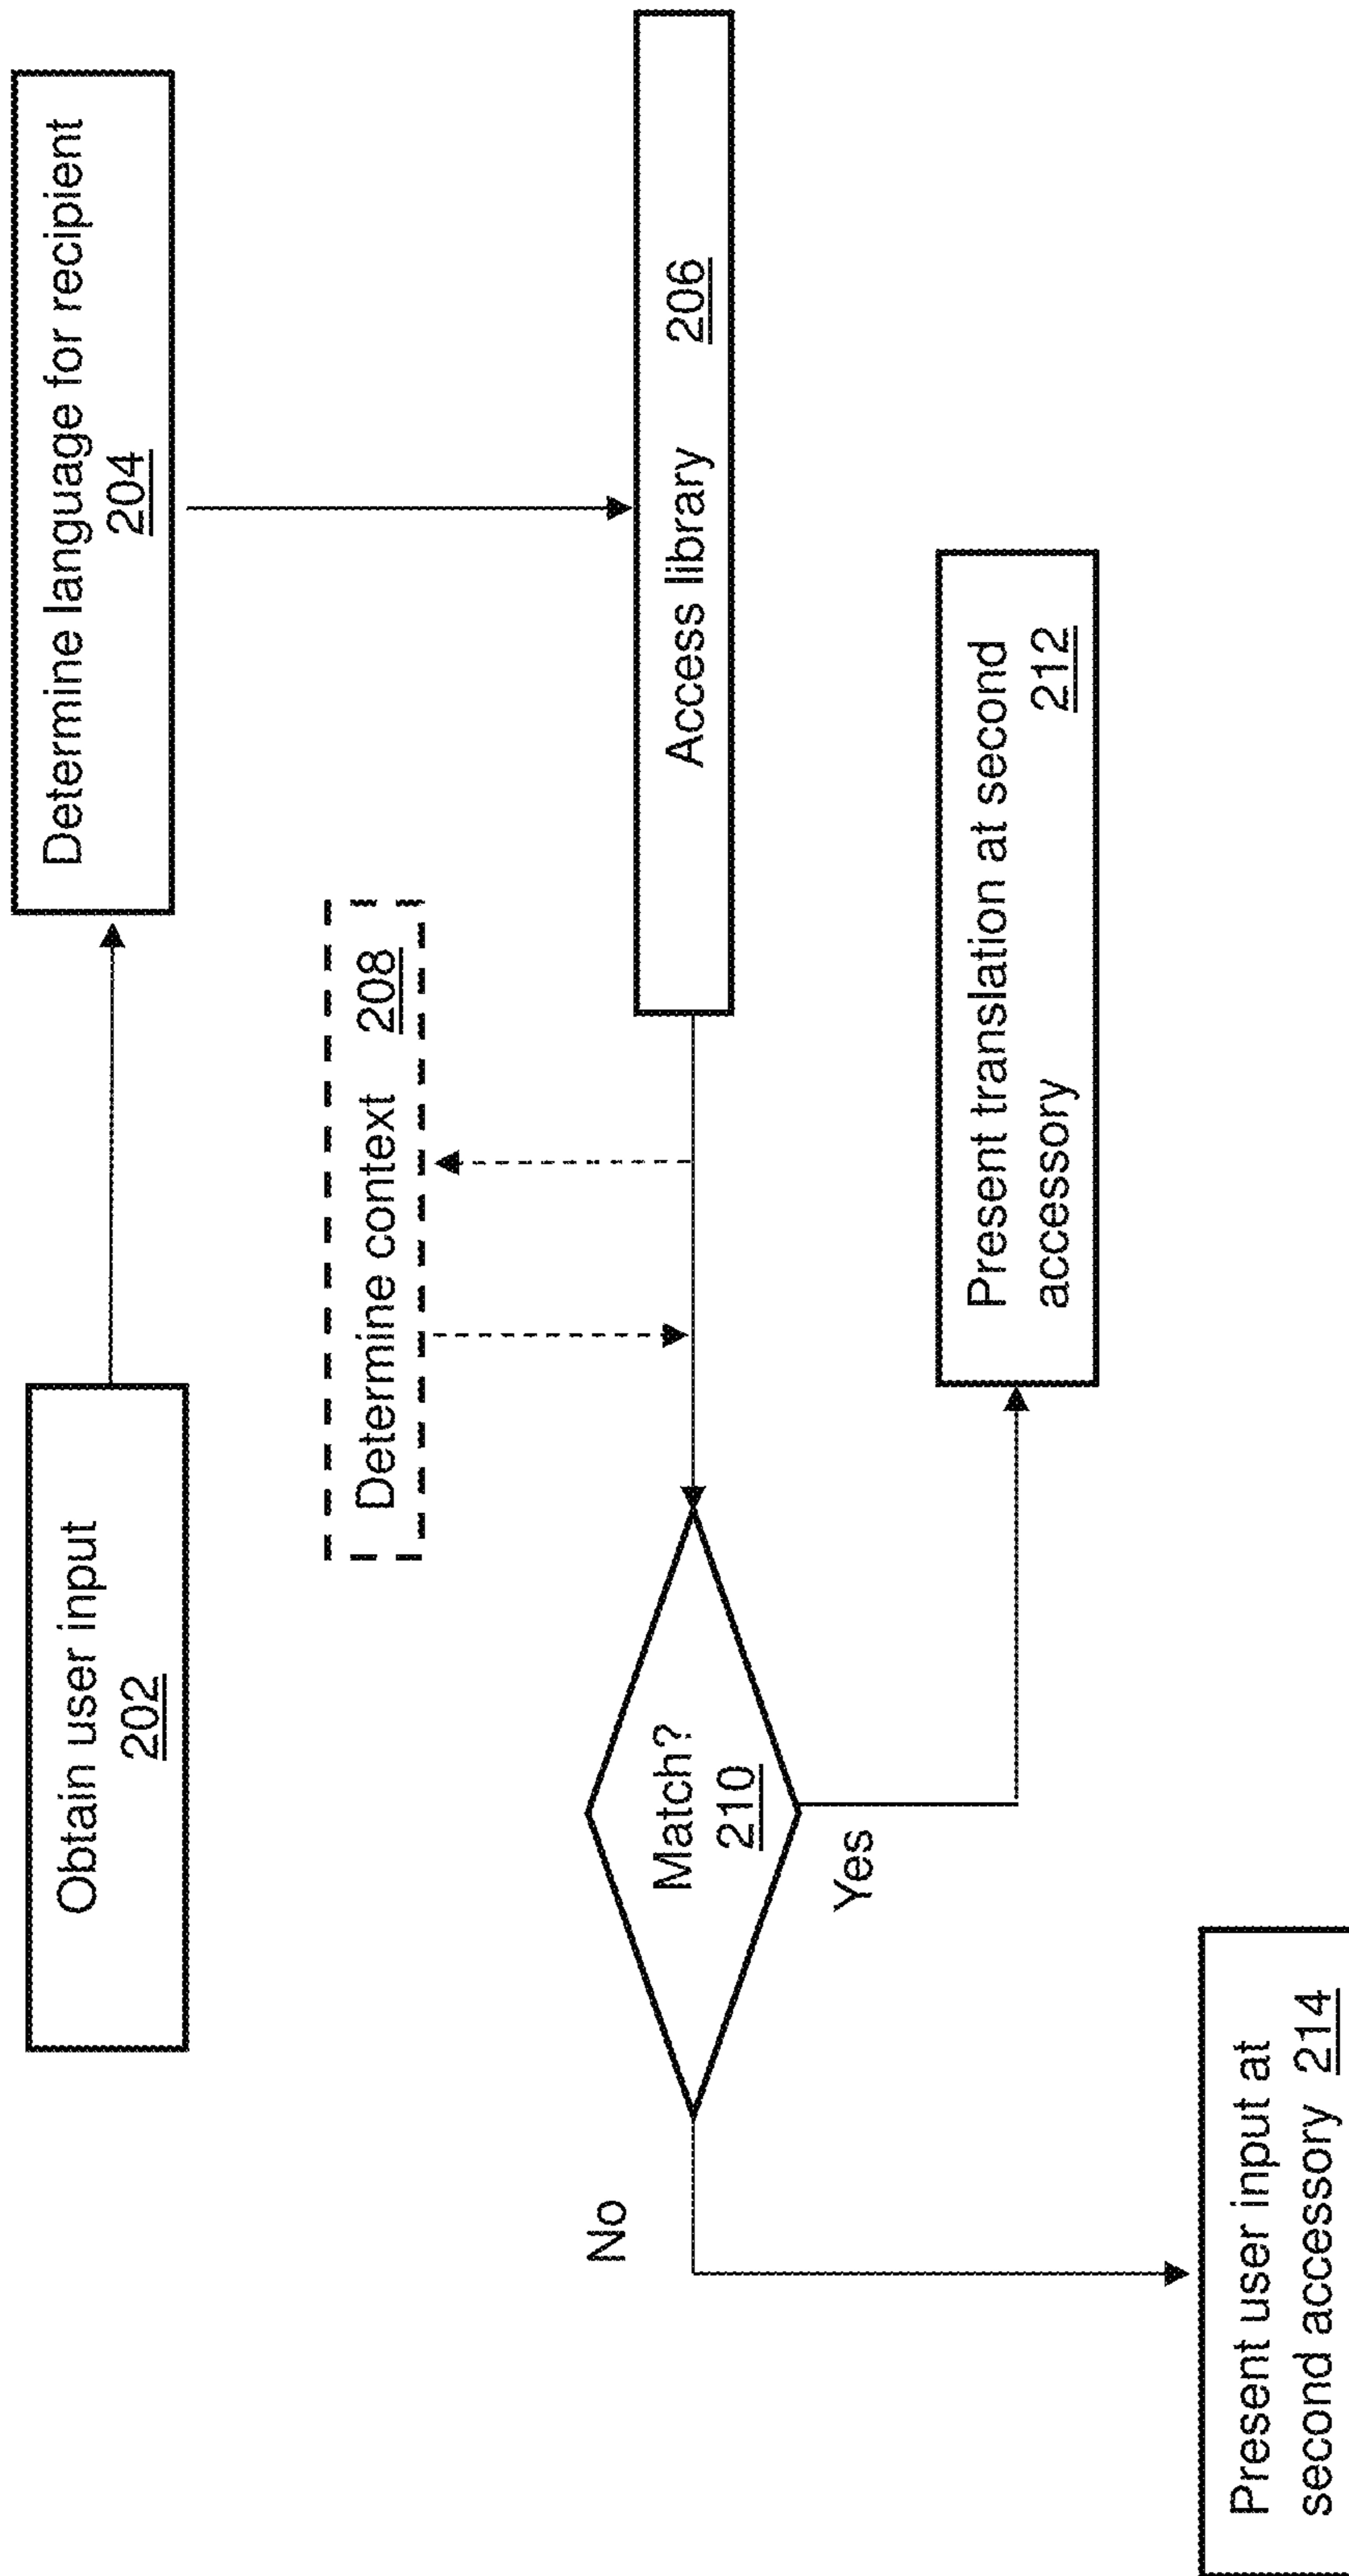 Obtain user input
202
Determine language for recipient
204
Determine context 208
Access library 206
Match?
210
No
Yes
Present translation at second
accessory 212
Present user input at
second accessory 214